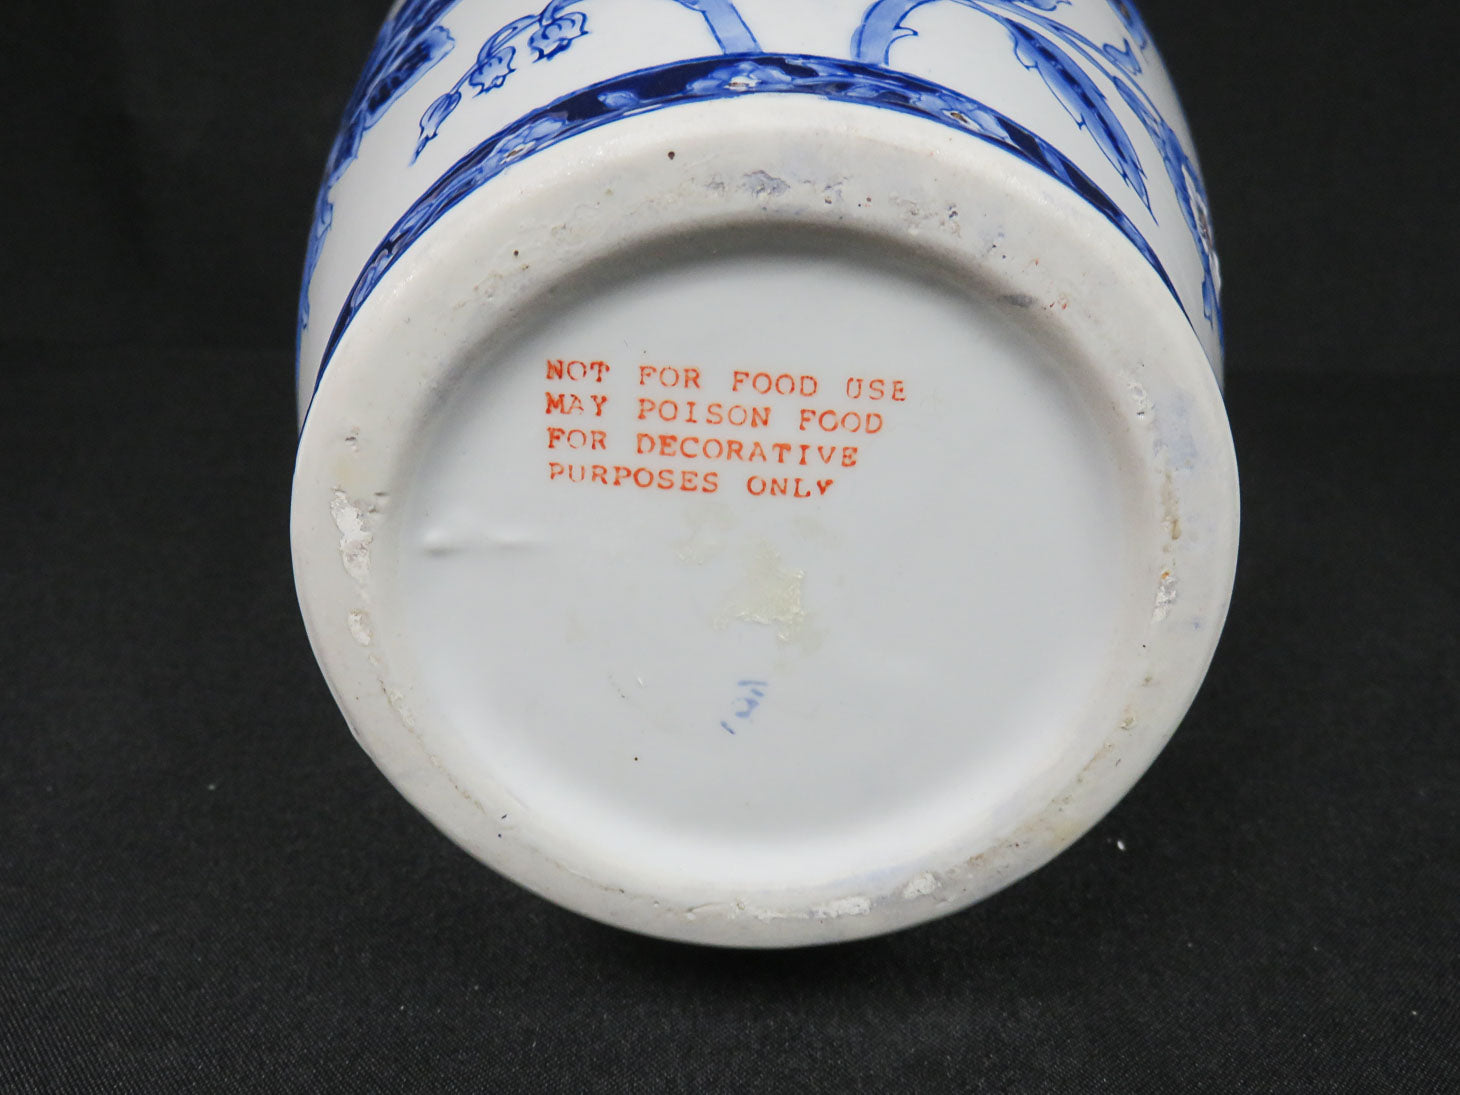 NOT FOR FOOD USE
MAY POISON FOOD
FOR DECORATIVE
PURPOSES ONLY